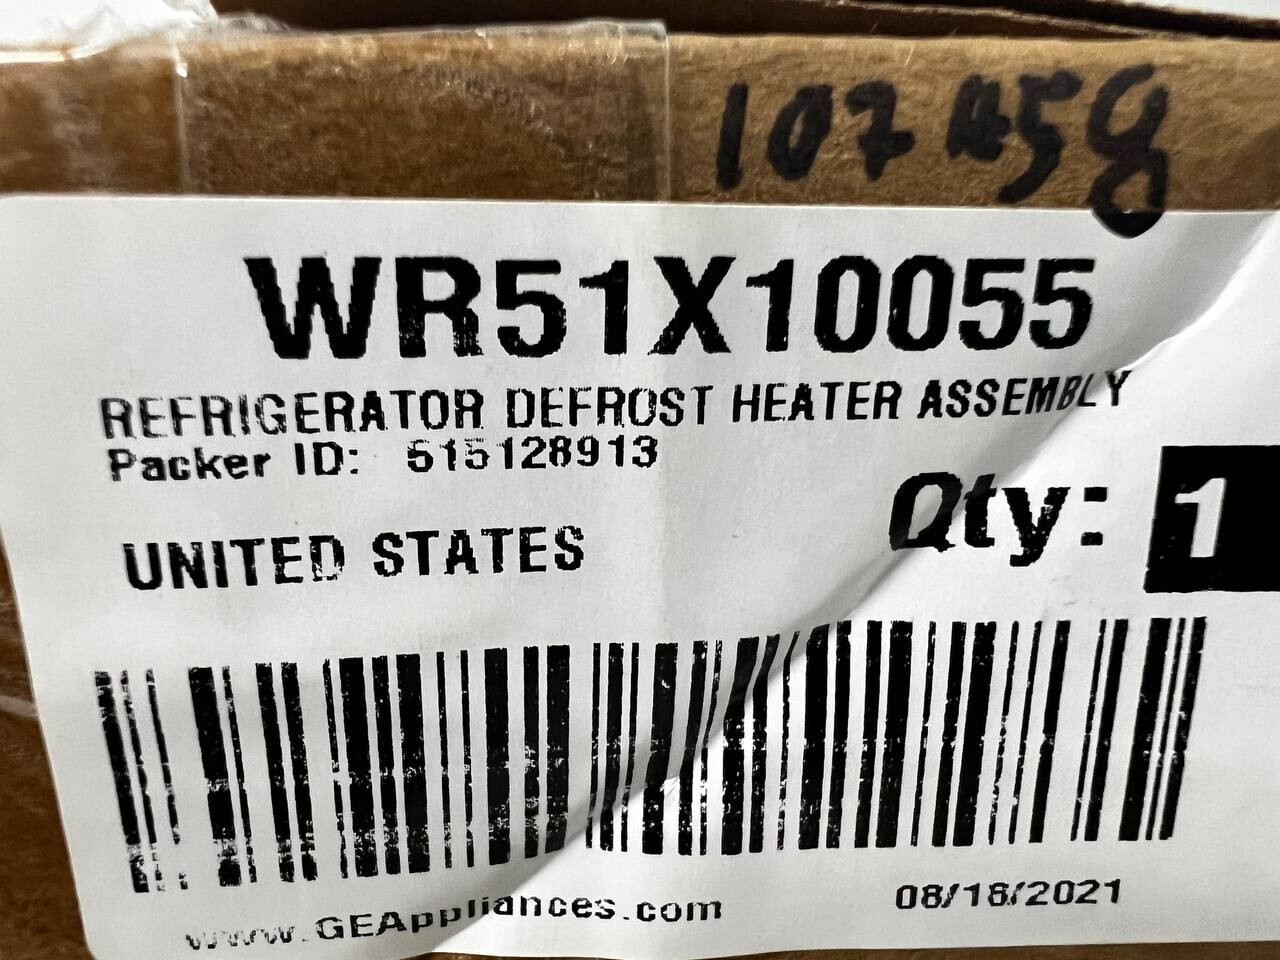 107458
WR51X10055
REFRIGERATOR DEFROST HEATER ASSEMBLY
Packer ID: 515128913
Qty: 1
UNITED STATES
www.GEAppliances.com
08/18/2021